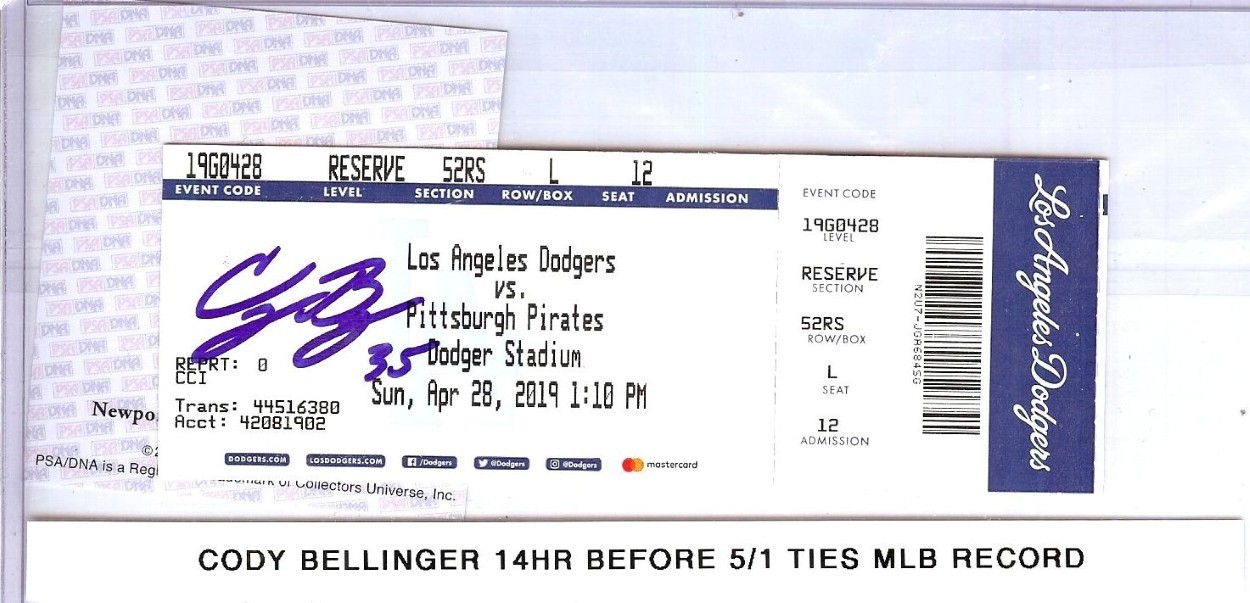 19G0428 RESERVE 52RS L 12
EVENT CODE LEVEL SECTION ROW/BOX SEAT ADMISSION
Los Angeles Dodgers
vs.
Pittsburgh Pirates
Dodger Stadium
Sun, Apr 28, 2019 1:10 PM
35
REPRT: 0
CCI
Trans: 44516380
Acct: 42081902
DODGERS.COM LOSDODGERS.COM /Dodgers @Dodgers @Dodgers mastercard
EVENT CODE
19G0428
LEVEL
RESERVE
SECTION
52RS
ROW/BOX
L
SEAT
12
ADMISSION
Los Angeles Dodgers
PSA/DNA
PSA/DNA is a
of Collectors Universe, Inc.
CODY BELLINGER 14HR BEFORE 5/1 TIES MLB RECORD